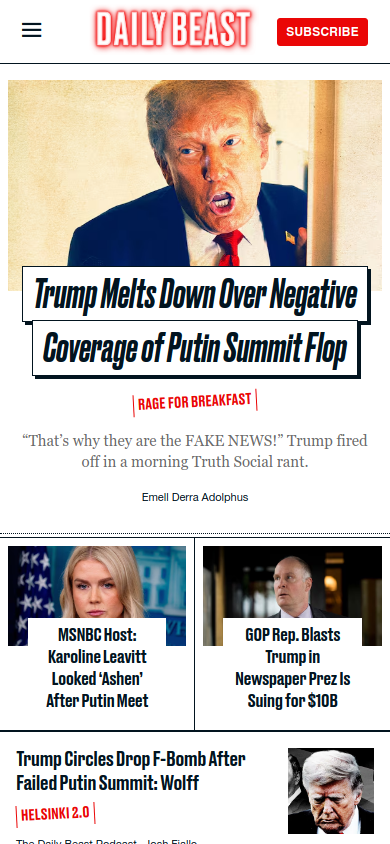 DAILY BEAST
SUBSCRIBE
Trump Melts Down Over Negative
Coverage of Putin Summit Flop
RAGE FOR BREAKFAST
“That’s why they are the FAKE NEWS!” Trump fired
off in a morning Truth Social rant.
Emell Derra Adolphus
MSNBC Host:
Karoline Leavitt
Looked ‘Ashen’
After Putin Meet
GOP Rep. Blasts
Trump in
Newspaper Prez Is
Suing for $10B
Trump Circles Drop F-Bomb After
Failed Putin Summit: Wolff
HELSINKI 2.0
The Daily Beast Podcast Josh Fiallo